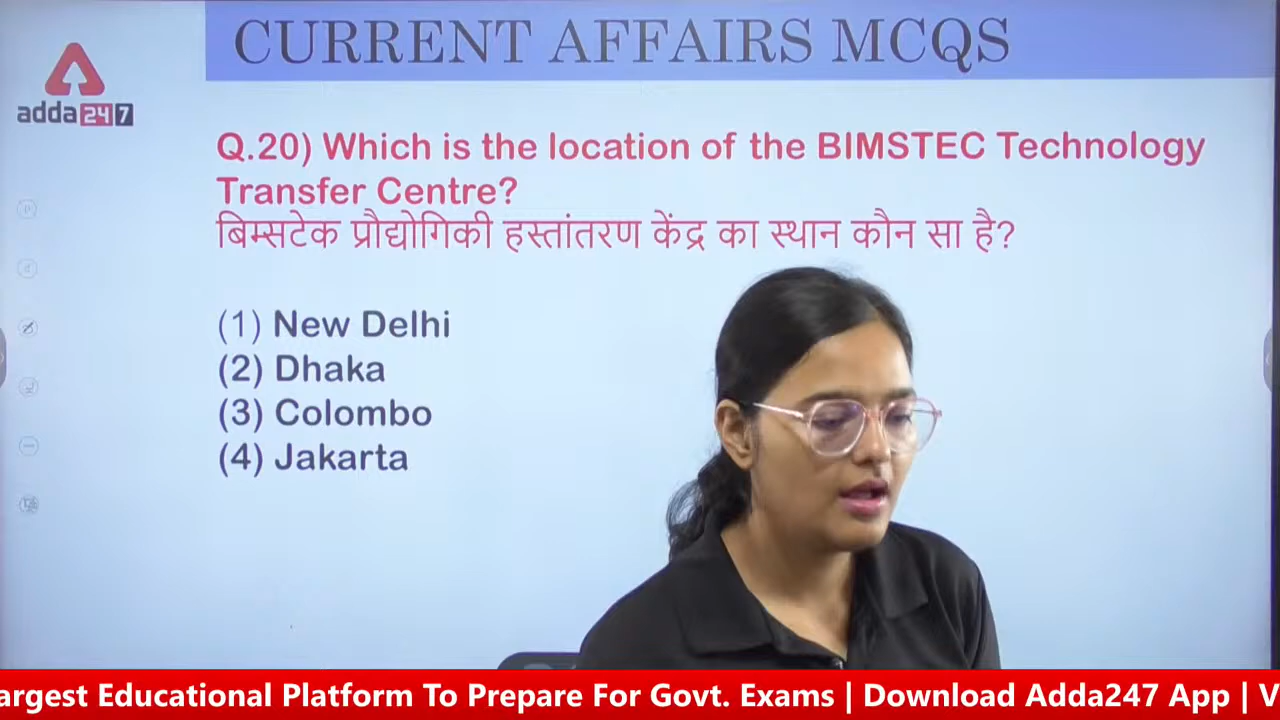 CURRENT AFFAIRS MCQS
adda247
Q.20) Which is the location of the BIMSTEC Technology
Transfer Centre?
बिम्सटेक प्रौद्योगिकी हस्तांतरण केंद्र का स्थान कौन सा है?
(1) New Delhi
(2) Dhaka
(3) Colombo
(4) Jakarta
argest Educational Platform To Prepare For Govt. Exams | Download Adda247 App | V